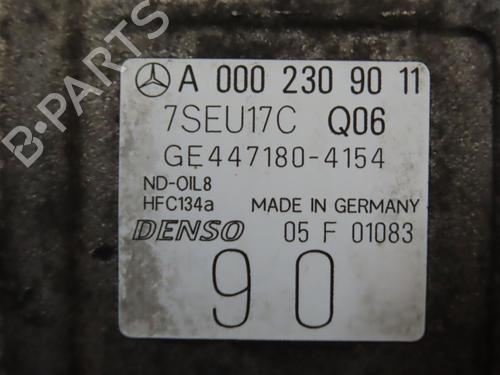 A 000 230 90 11
7SEU17C Q06
GE447180-4154
ND-OIL8
HFC134a MADE IN GERMANY
DENSO 05 F 01083
90
B-PARTS